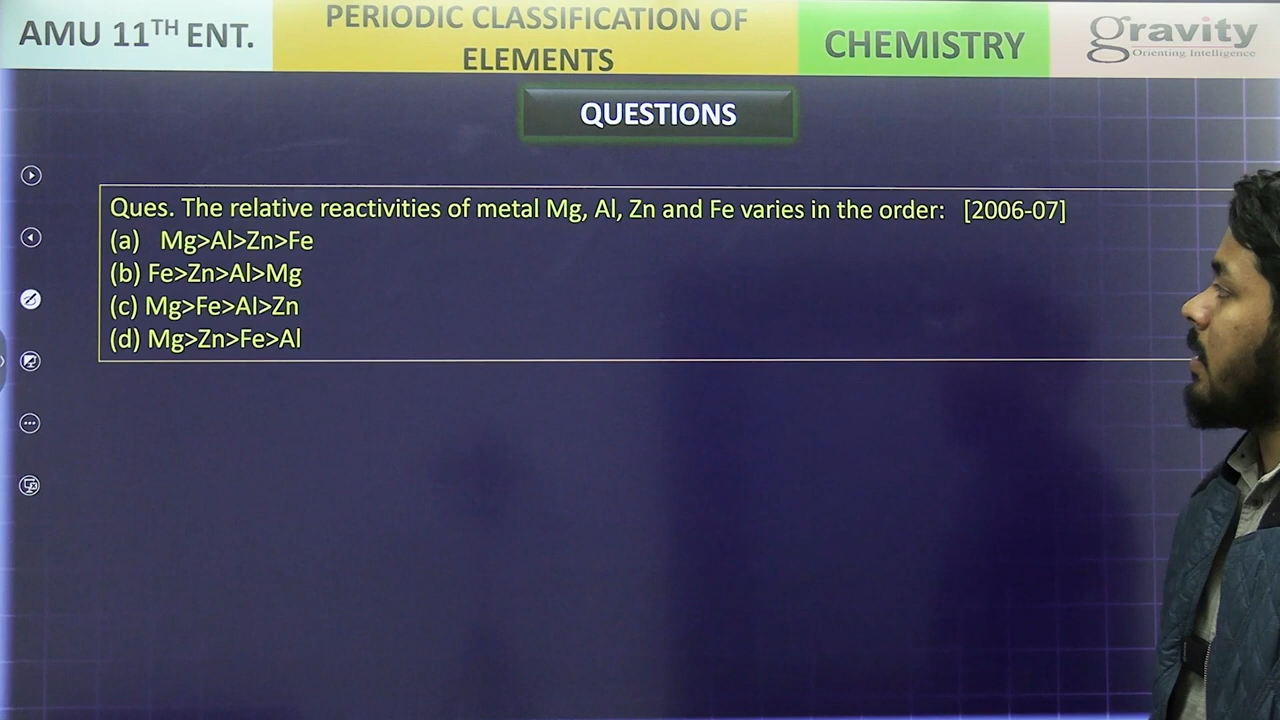 AMU 11TH ENT.
PERIODIC CLASSIFICATION OF
ELEMENTS
CHEMISTRY
gravity
Orienting Intelligence
QUESTIONS
Ques. The relative reactivities of metal Mg, Al, Zn and Fe varies in the order: [2006-07]
(a) Mg>Al>Zn>Fe
(b) Fe>Zn>Al>Mg
(c) Mg>Fe>Al>Zn
(d) Mg>Zn>Fe>Al